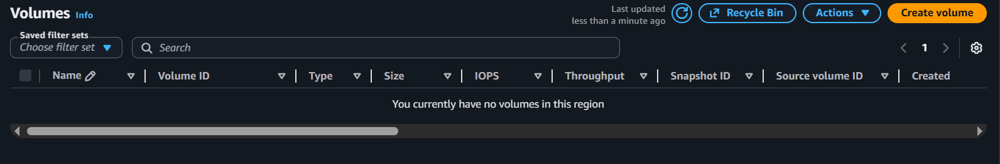 Volumes Info
Last updated
less than a minute ago
Recycle Bin
Actions
Create volume
Saved filter sets
Choose filter set
Search
1
Name Volume ID Type Size IOPS Throughput Snapshot ID Source volume ID Created
You currently have no volumes in this region